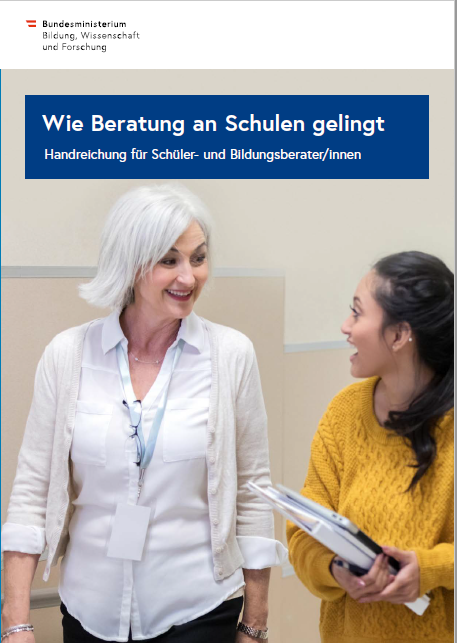 Bundesministerium
Bildung, Wissenschaft
und Forschung
Wie Beratung an Schulen gelingt
Handreichung für Schüler- und Bildungsberater/innen